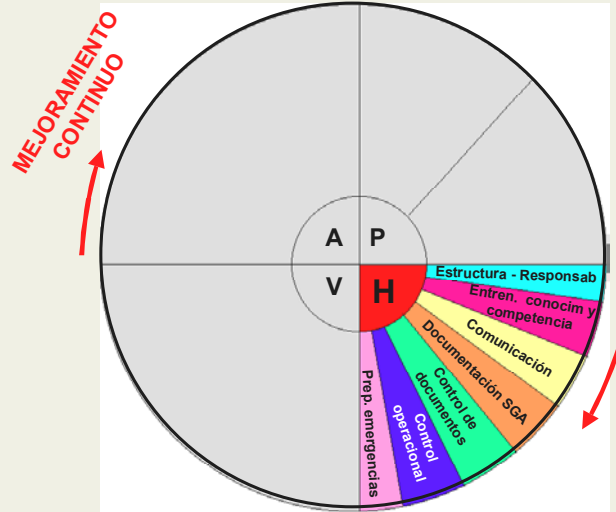 MEJORAMIENTO
CONTINUO
A
P
V
H
Estructura - Responsab
Entren. conocim y
competencia
Comunicación
Documentación SGA
Control de
documentos
Control
operacional
Prep. emergencias